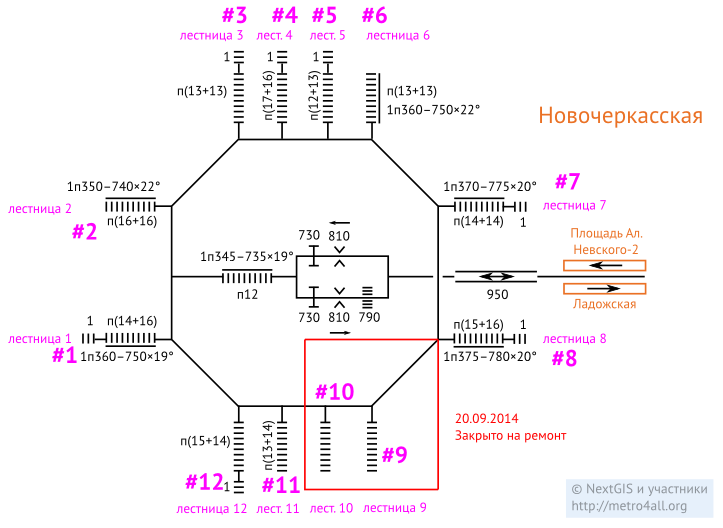 #3
#4
#5
#6
лестница 3
лест. 4
лест. 5
лестница 6
1
1
1
п(13+13)
п(17+16)
п(12+13)
п(13+13)
1п360–750×22°
Новочеркасская
1п350–740×22°
лестница 2
п(16+16)
#2
1п370–775×20°
#7
лестница 7
п(14+14)
1
730
810
1п345–735×19°
п12
730
810
790
Площадь Ал.
Невского-2
950
Ладожская
1
п(14+16)
лестница 1
#1
1п360–750×19°
п(15+16)
1
лестница 8
1п375–780×20°
#8
#10
20.09.2014
Закрыто на ремонт
п(15+14)
п(13+14)
#9
#12
1
#11
лестница 12
лест. 11
лест. 10
лестница 9
© NextGIS и участники
http://metro4all.org